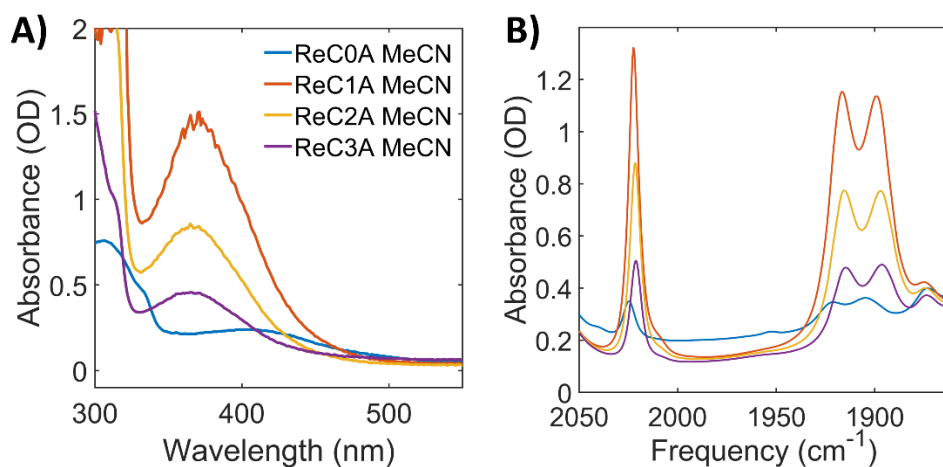 A)
2
1.5
1
0.5
0
Absorbance (OD)
300
400
500
Wavelength (nm)
ReC0A MeCN
ReC1A MeCN
ReC2A MeCN
ReC3A MeCN
B)
1.2
1
0.8
0.6
0.4
0.2
0
Absorbance (OD)
2050
2000
1950
1900
Frequency (cm⁻¹)